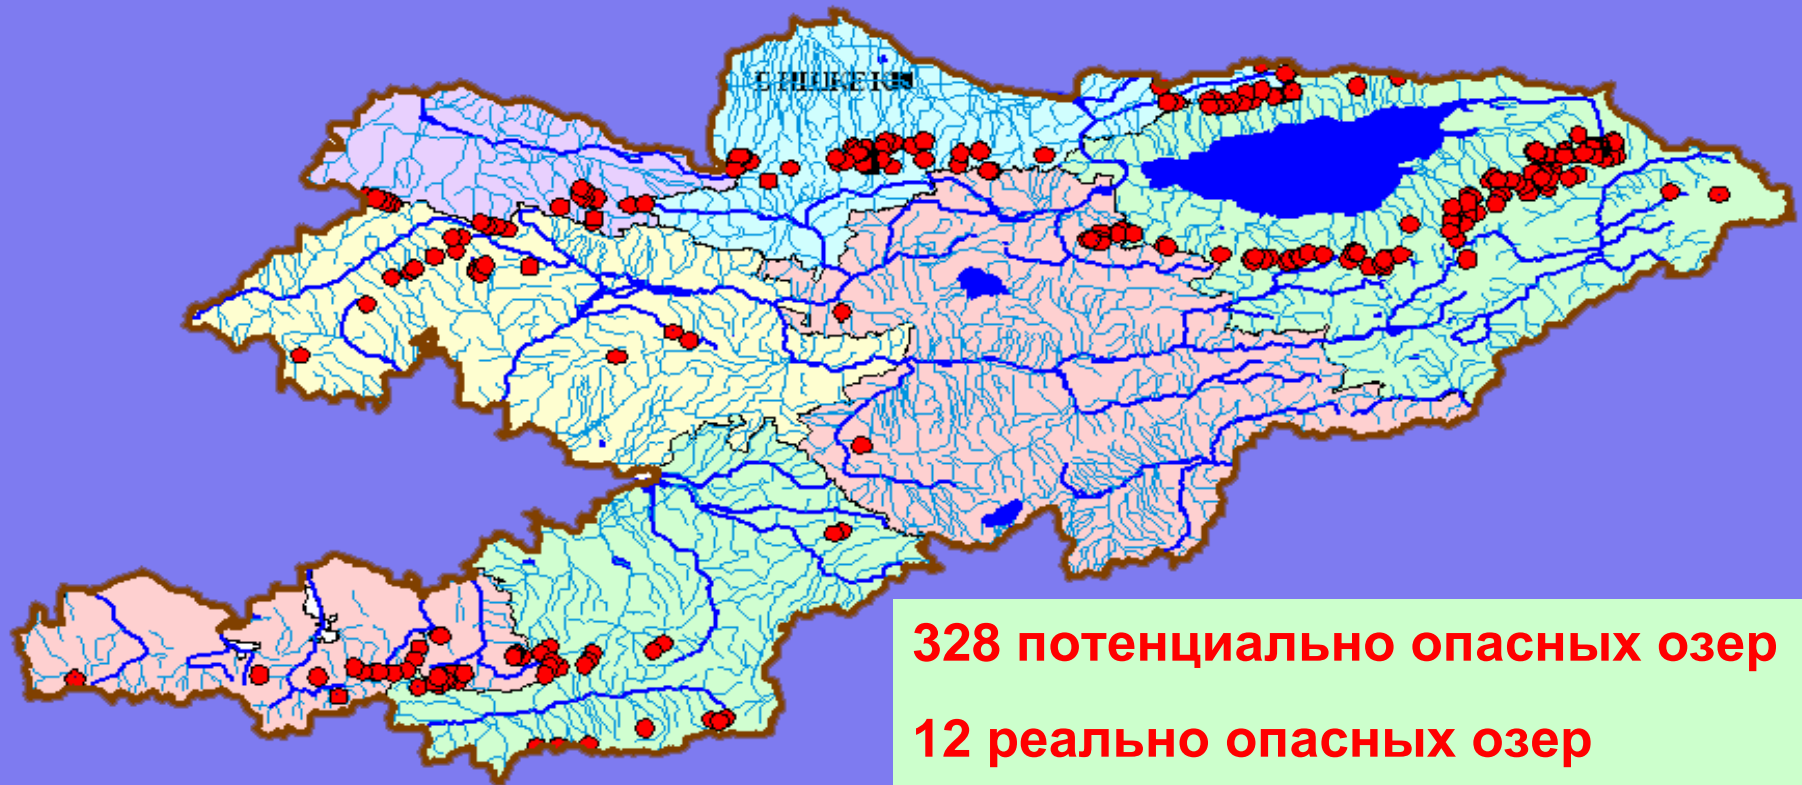 328 потенциально опасных озер
12 реально опасных озер